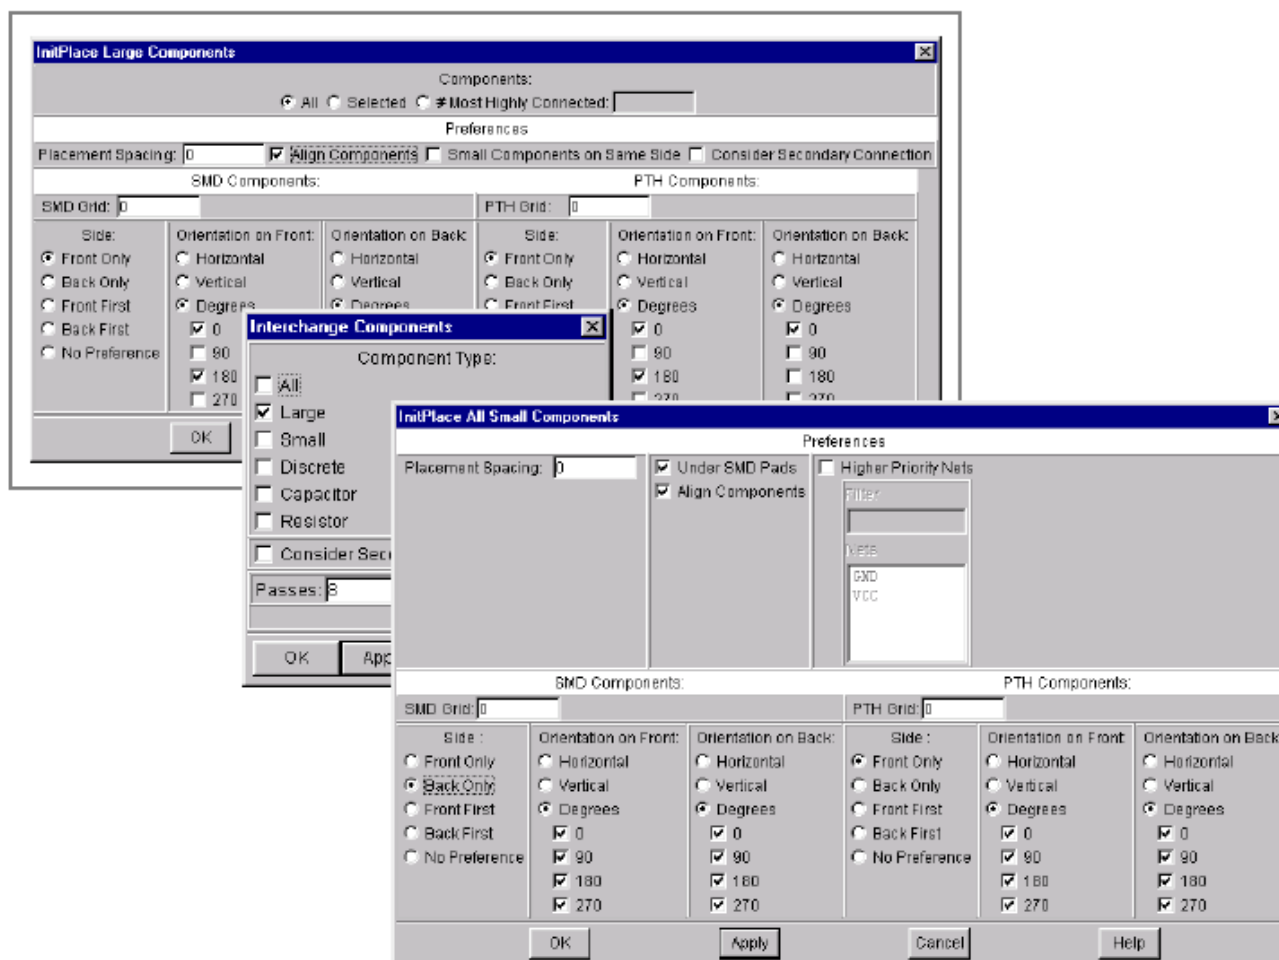 InitPlace Large Components
Components:
All Selected # Most Highly Connected:
Preferences
Placement Spacing: 0 Align Components Small Components on Same Side Consider Secondary Connection
SMD Components: PTH Components:
SMD Grid: 0 PTH Grid: 0
Side: Orientation on Front: Orientation on Back: Side: Orientation on Front: Orientation on Back:
Front Only Horizontal Horizontal Front Only Horizontal Horizontal
Back Only Vertical Vertical Back Only Vertical Vertical
Front First Degrees Degrees Front First Degrees Degrees
Back First 0 0 0
No Preference 90 90 90
180 180 180
270 270 270
OK
Interchange Components
Component Type:
All
Large
Small
Discrete
Capacitor
Resistor
Consider Sec
Passes: 8
OK App
InitPlace All Small Components
Preferences
Placement Spacing: 0 Under SMD Pads Higher Priority Nets
Align Components Filter
Nets
GND
VCC
SMD Components: PTH Components:
SMD Grid: 0 PTH Grid: 0
Side : Orientation on Front: Orientation on Back: Side : Orientation on Front: Orientation on Back
Front Only Horizontal Horizontal Front Only Horizontal Horizontal
Back Only Vertical Vertical Back Only Vertical Vertical
Front First Degrees Degrees Front First Degrees Degrees
Back First 0 0 Back First 0 0
No Preference 90 90 No Preference 90 90
180 180 180 180
270 270 270 270
OK Apply Cancel Help